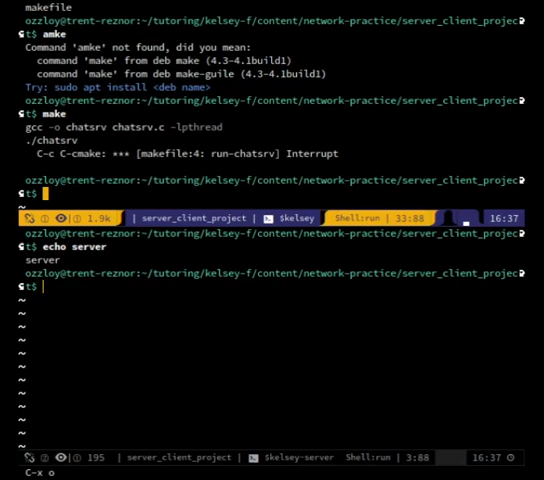 makefile
ozzloy@trent-reznor:~/tutoring/kelsey-f/content/network-practice/server_client_projec
t$ amke
Command 'amke' not found, did you mean:
command 'make' from deb make (4.3-4.1build1)
command 'make' from deb make-guile (4.3-4.1build1)
Try: sudo apt install <deb name>
ozzloy@trent-reznor:~/tutoring/kelsey-f/content/network-practice/server_client_projec
t$ make
gcc -o chatsrv chatsrv.c -lpthread
./chatsrv
C-c C-cmake: *** [makefile:4: run-chatsrv] Interrupt
ozzloy@trent-reznor:~/tutoring/kelsey-f/content/network-practice/server_client_projec
t$
~
1.9k | server_client_project | $kelsey Shell:run | 33:88 16:37
ozzloy@trent-reznor:~/tutoring/kelsey-f/content/network-practice/server_client_projec
t$ echo server
server
ozzloy@trent-reznor:~/tutoring/kelsey-f/content/network-practice/server_client_projec
t$
~
~
~
~
~
~
~
~
~
~
~
~
195 | server_client_project | $kelsey-server Shell:run | 3:88 16:37
C-x o